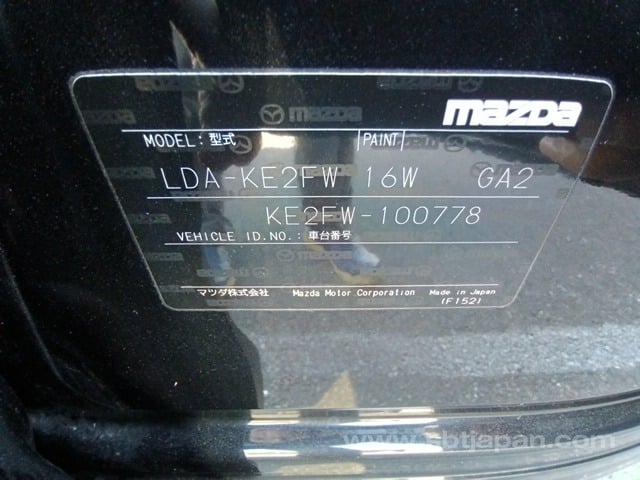 mazda
MODEL:型式 PAINT
LDA-KE2FW 16W GA2
KE2FW-100778
VEHICLE ID.NO.:車台番号
マツダ株式会社 Mazda Motor Corporation Made in Japan
(F152)
www.sbtjapan.com